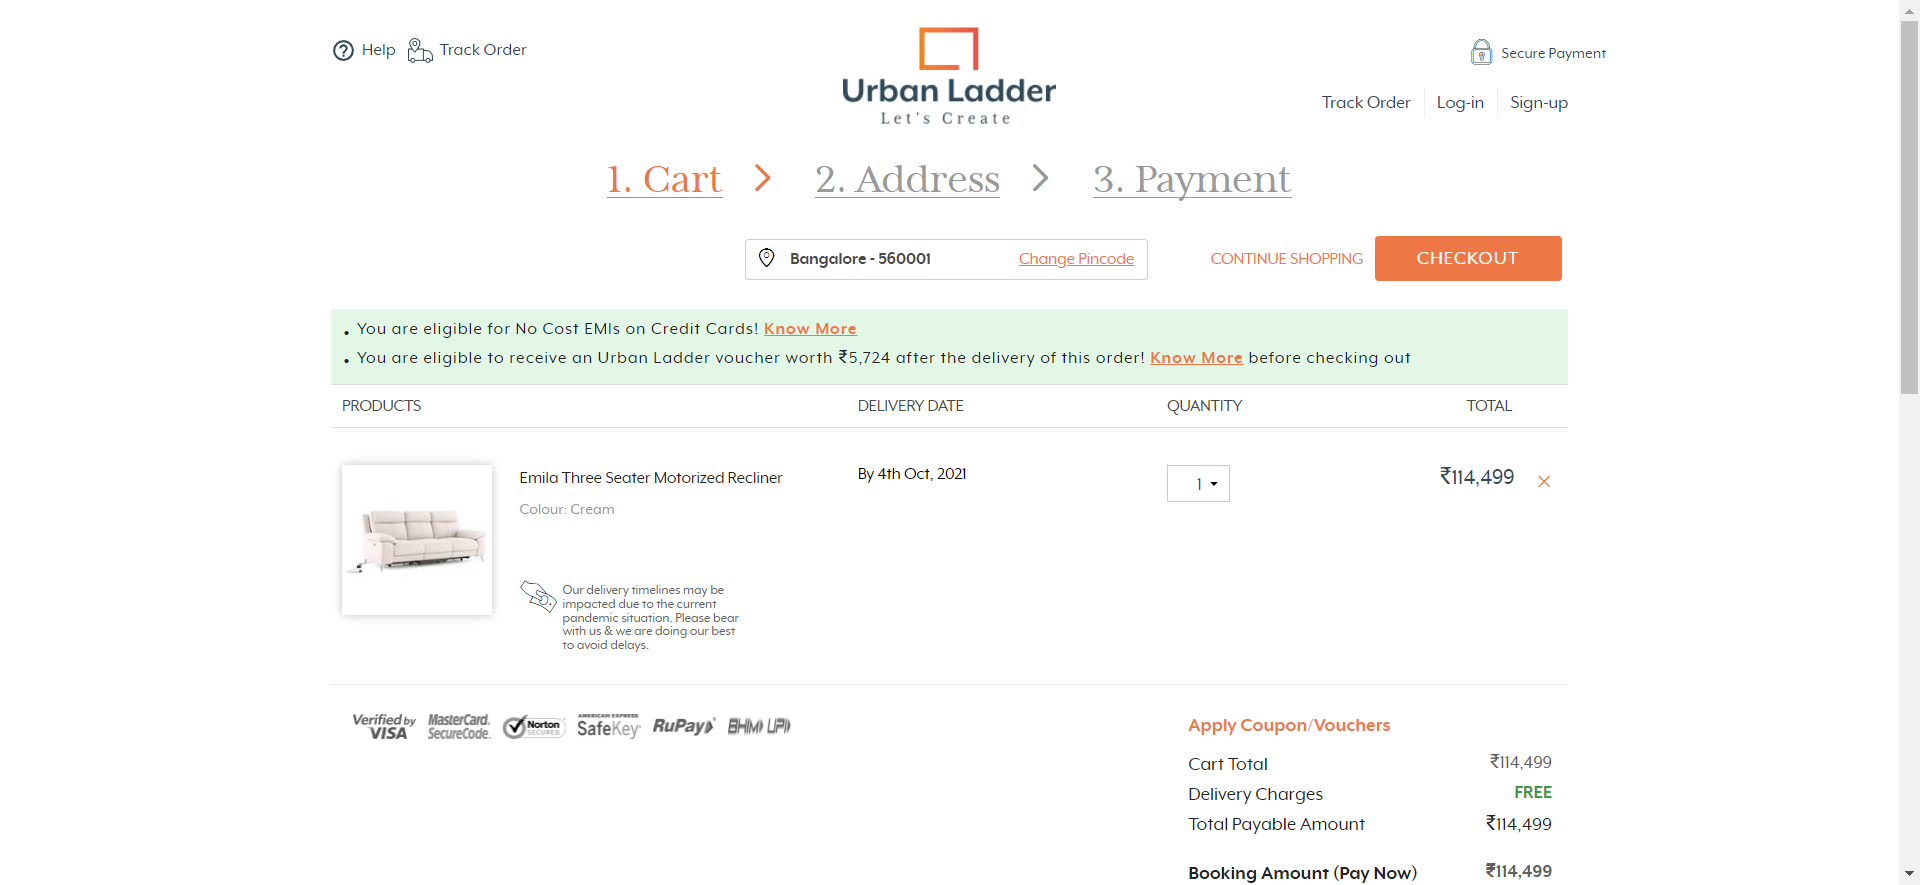 Help Track Order
Urban Ladder
Let's Create
Secure Payment
Track Order Log-in Sign-up
1. Cart 2. Address 3. Payment
Bangalore - 560001 Change Pincode CONTINUE SHOPPING CHECKOUT
• You are eligible for No Cost EMIs on Credit Cards! Know More
• You are eligible to receive an Urban Ladder voucher worth ₹5,724 after the delivery of this order! Know More before checking out
PRODUCTS DELIVERY DATE QUANTITY TOTAL
Emila Three Seater Motorized Recliner By 4th Oct, 2021 1 ₹114,499
Colour: Cream
Our delivery timelines may be
impacted due to the current
pandemic situation. Please bear
with us & we are doing our best
to avoid delays.
Verified by VISA
MasterCard. SecureCode.
Norton SECURED
AMERICAN EXPRESS SafeKey
RuPay
BHIM UPI
Apply Coupon/Vouchers
Cart Total ₹114,499
Delivery Charges FREE
Total Payable Amount ₹114,499
Booking Amount (Pay Now) ₹114,499